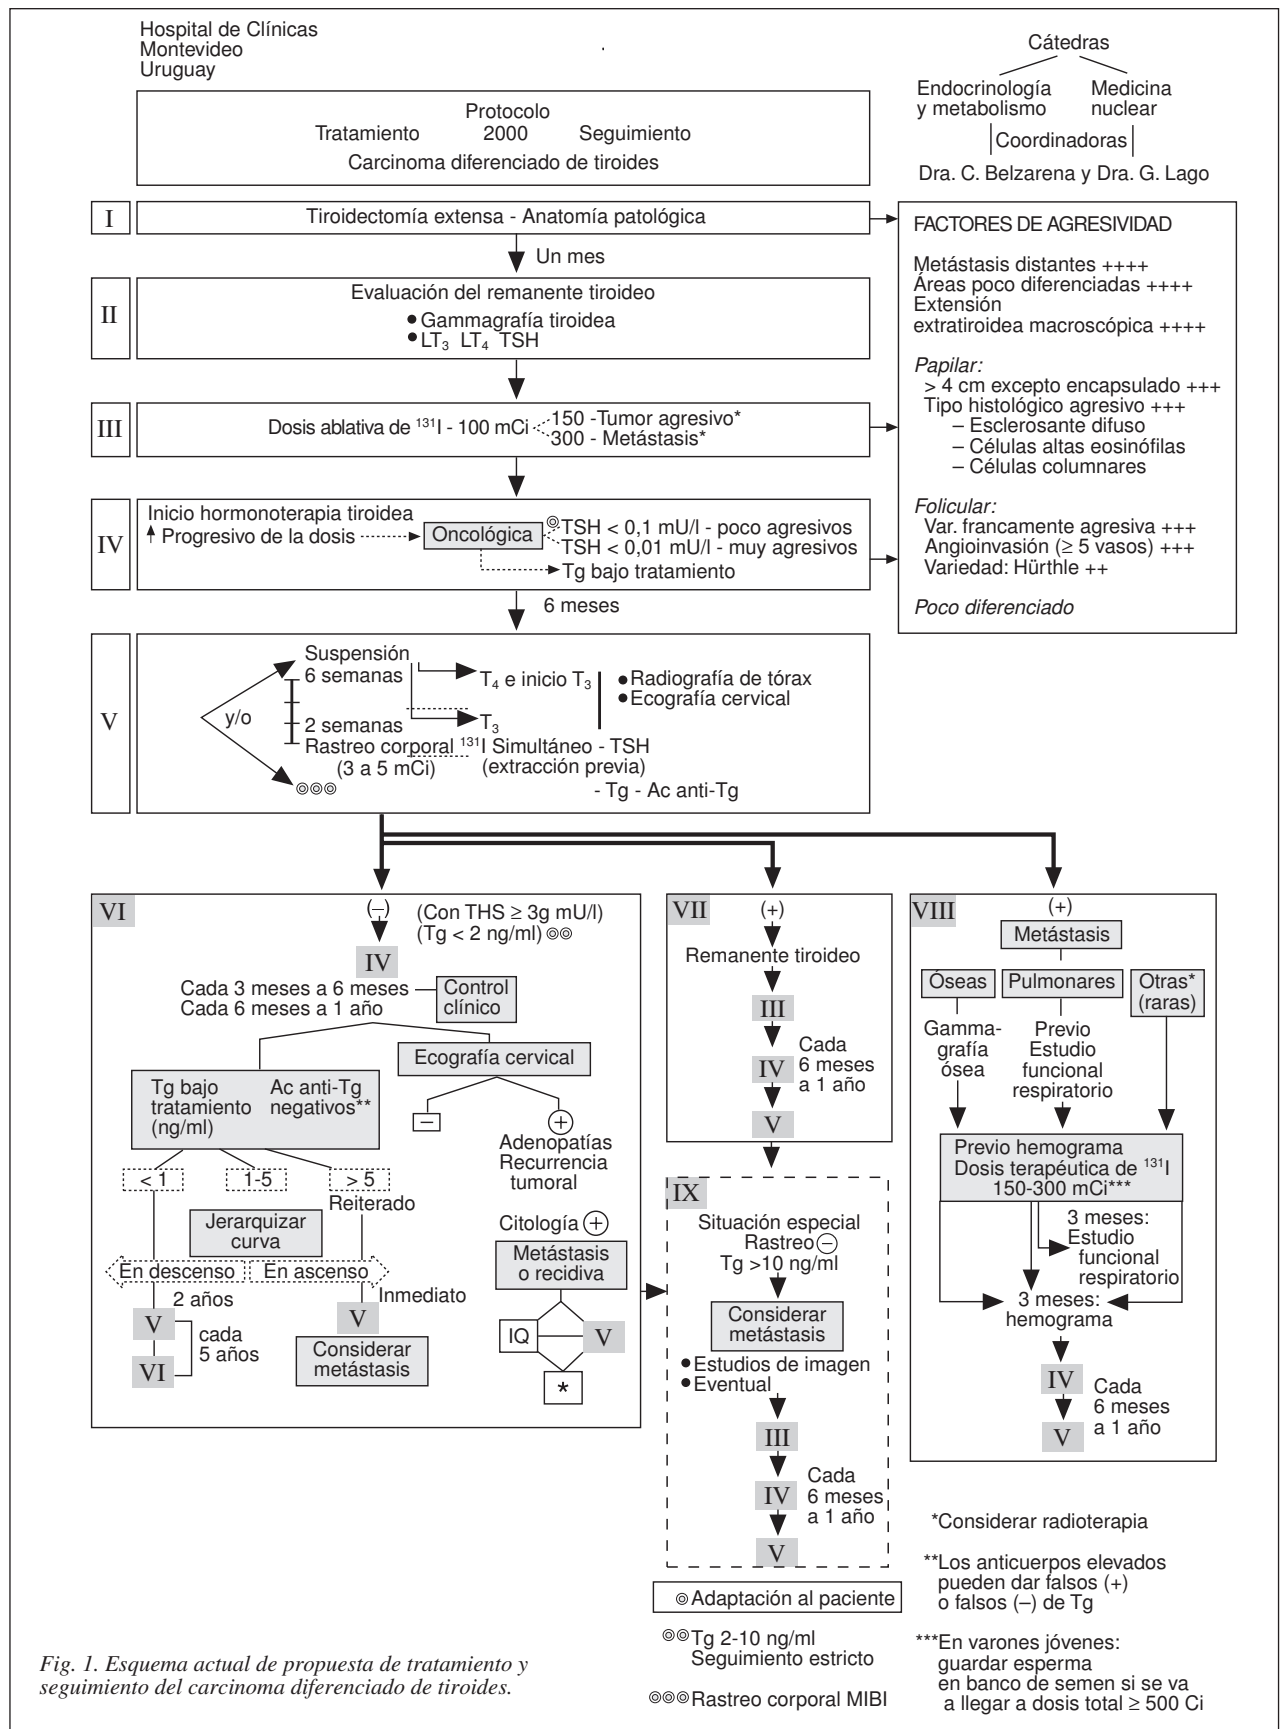 Hospital de Clínicas
Montevideo
Uruguay
Cátedras
Endocrinología
y metabolismo
Medicina
nuclear
Coordinadoras
Dra. C. Belzarena y Dra. G. Lago
Protocolo
Tratamiento 2000 Seguimiento
Carcinoma diferenciado de tiroides
I
Tiroidectomía extensa - Anatomía patológica
Un mes
II
Evaluación del remanente tiroideo
● Gammagrafía tiroidea
● LT₃ LT₄ TSH
III
Dosis ablativa de ¹³¹I - 100 mCi
150 -Tumor agresivo*
300 - Metástasis*
IV
Inicio hormonoterapia tiroidea
Progresivo de la dosis
Oncológica
◎ TSH < 0,1 mU/l - poco agresivos
TSH < 0,01 mU/l - muy agresivos
Tg bajo tratamiento
6 meses
FACTORES DE AGRESIVIDAD
Metástasis distantes ++++
Áreas poco diferenciadas ++++
Extensión
extratiroidea macroscópica ++++
Papilar:
> 4 cm excepto encapsulado +++
Tipo histológico agresivo +++
– Esclerosante difuso
– Células altas eosinófilas
– Células columnares
Folicular:
Var. francamente agresiva +++
Angioinvasión (≥ 5 vasos) +++
Variedad: Hürthle ++
Poco diferenciado
V
y/o
Suspensión
6 semanas
T₄ e inicio T₃
● Radiografía de tórax
● Ecografía cervical
2 semanas
T₃
Rastreo corporal ¹³¹I Simultáneo - TSH
(3 a 5 mCi) (extracción previa)
◎◎◎
- Tg - Ac anti-Tg
VI
(–)
(Con THS ≥ 3g mU/l)
(Tg < 2 ng/ml) ◎◎
IV
Cada 3 meses a 6 meses
Cada 6 meses a 1 año
Control
clínico
Ecografía cervical
Tg bajo
tratamiento
(ng/ml)
Ac anti-Tg
negativos**
–
+
Adenopatías
Recurrencia
tumoral
< 1
1-5
> 5
Reiterado
Jerarquizar
curva
En descenso
En ascenso
2 años
Inmediato
V
cada
5 años
VI
V
Considerar
metástasis
Citología +
Metástasis
o recidiva
IQ
V
*
VII
(+)
Remanente tiroideo
III
IV
Cada
6 meses
a 1 año
V
IX
Situación especial
Rastreo –
Tg >10 ng/ml
Considerar
metástasis
● Estudios de imagen
● Eventual
III
IV
Cada
6 meses
a 1 año
V
VIII
(+)
Metástasis
Óseas
Pulmonares
Otras*
(raras)
Gamma-
grafía
ósea
Previo
Estudio
funcional
respiratorio
Previo hemograma
Dosis terapéutica de ¹³¹I
150-300 mCi***
3 meses:
Estudio
funcional
respiratorio
3 meses:
hemograma
IV
Cada
6 meses
a 1 año
V
◎ Adaptación al paciente
◎◎ Tg 2-10 ng/ml
Seguimiento estricto
◎◎◎ Rastreo corporal MIBI
*Considerar radioterapia
**Los anticuerpos elevados
pueden dar falsos (+)
o falsos (–) de Tg
***En varones jóvenes:
guardar esperma
en banco de semen si se va
a llegar a dosis total ≥ 500 Ci
Fig. 1. Esquema actual de propuesta de tratamiento y
seguimiento del carcinoma diferenciado de tiroides.